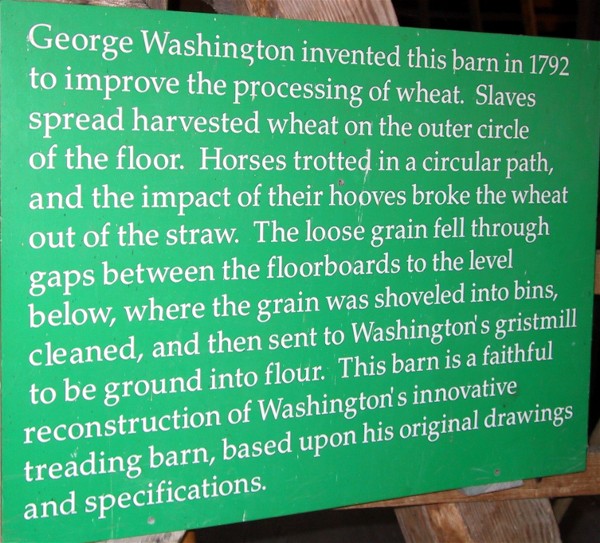 George Washington invented this barn in 1792
to improve the processing of wheat. Slaves
spread harvested wheat on the outer circle
of the floor. Horses trotted in a circular path,
and the impact of their hooves broke the wheat
out of the straw. The loose grain fell through
gaps between the floorboards to the level
below, where the grain was shoveled into bins,
cleaned, and then sent to Washington's gristmill
to be ground into flour. This barn is a faithful
reconstruction of Washington's innovative
treading barn, based upon his original drawings
and specifications.